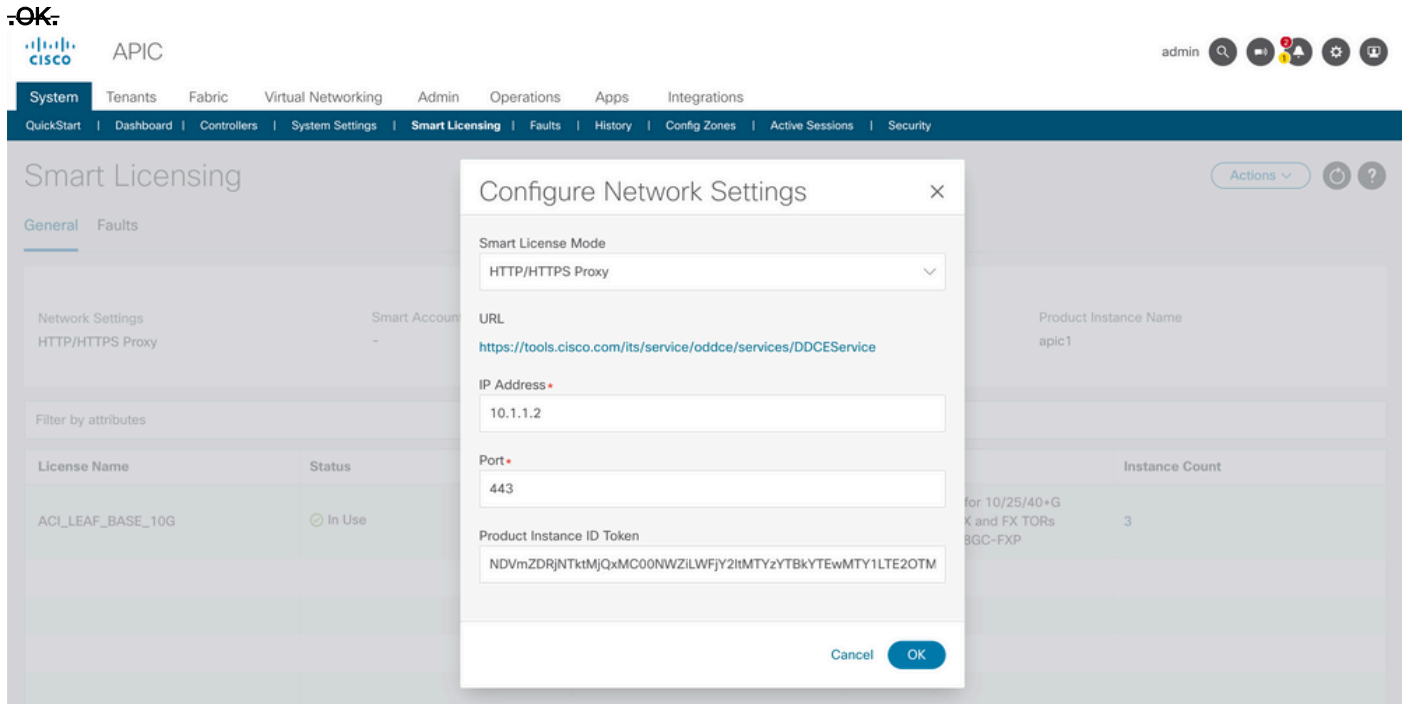 .OK.
CISCO APIC admin 2 1
System Tenants Fabric Virtual Networking Admin Operations Apps Integrations
QuickStart | Dashboard | Controllers | System Settings | Smart Licensing | Faults | History | Config Zones | Active Sessions | Security
Smart Licensing Actions ?
Configure Network Settings
General Faults
Smart License Mode
HTTP/HTTPS Proxy
Network Settings Smart Accoun URL Product Instance Name
HTTP/HTTPS Proxy - https://tools.cisco.com/its/service/oddce/services/DDCEService apic1
IP Address*
Filter by attributes 10.1.1.2
License Name Status Port* Instance Count
443
for 10/25/40+G
ACI_LEAF_BASE_10G In Use X and FX TORs 3
Product Instance ID Token 8GC-FXP
NDVmZDRjNTktMjQxMC00NWZiLWFjY2ItMTYzYTBkYTEwMTY1LTE2OTM
Cancel OK